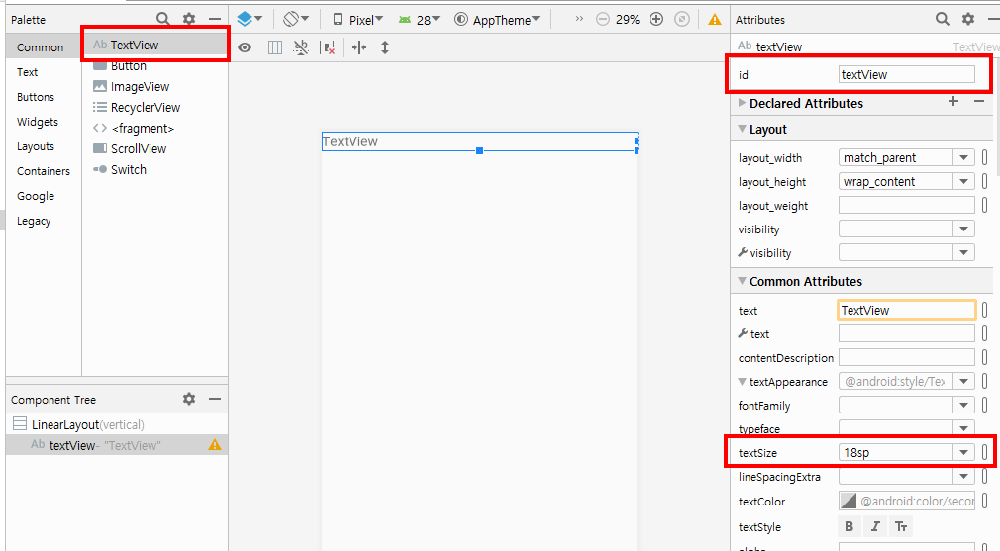 Palette
Common
Text
Buttons
Widgets
Layouts
Containers
Google
Legacy
Ab TextView
Button
ImageView
RecyclerView
<> <fragment>
ScrollView
Switch
Component Tree
LinearLayout(vertical)
Ab textView- "TextView"
Pixel
28
AppTheme
»
29%
TextView
Attributes
Ab textView
TextView
id textView
Declared Attributes
Layout
layout_width match_parent
layout_height wrap_content
layout_weight
visibility
visibility
Common Attributes
text TextView
text
contentDescription
textAppearance @android:style/Tex
fontFamily
typeface
textSize 18sp
lineSpacingExtra
textColor @android:color/secor
textStyle B I Tт
alpha